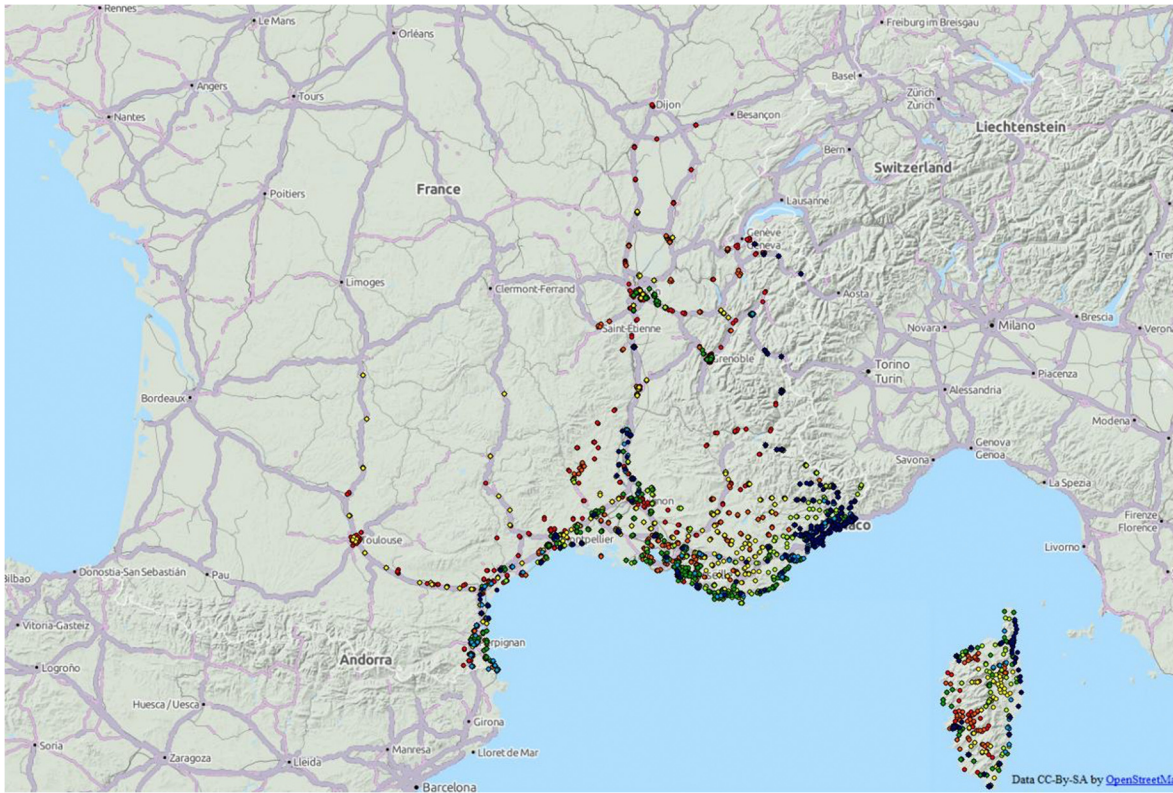 Rennes
Le Mans
Orléans
Freiburg im Breisgau
Angers
Tours
Nantes
Dijon
Besançon
Basel
Zürich
Zürich
Liechtenstein
Bern
Switzerland
Poitiers
France
Lausanne
Genève
Geneva
Limoges
Clermont-Ferrand
Aosta
Saint-Étienne
Novara
Milano
Brescia
Grenoble
Torino
Turin
Piacenza
Bordeaux
Alessandria
Modena
Genova
Genoa
Savona
La Spezia
Toulouse
Firenze
Florence
Livorno
Bilbao
Donostia-San Sebastián
Pau
Vitoria-Gasteiz
Andorra
Logroño
Huesca / Uesca
Girona
Soria
Zaragoza
Lleida
Manresa
Lloret de Mar
Barcelona
Data CC-By-SA by OpenStreetMa